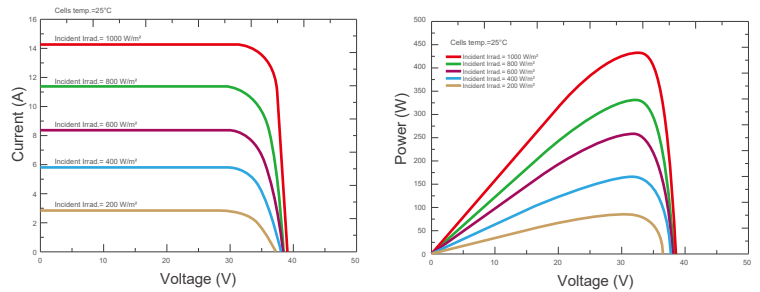 Cells temp.=25°C
16
14
12
10
8
6
4
2
0
Incident Irrad.= 1000 W/m²
Incident Irrad.= 800 W/m²
Incident Irrad.= 600 W/m²
Incident Irrad.= 400 W/m²
Incident Irrad.= 200 W/m²
Current (A)
0 10 20 30 40 50
Voltage (V)
500
450
400
350
300
250
200
150
100
50
0
Cells temp.=25°C
Incident Irrad.= 1000 W/m²
Incident Irrad.= 800 W/m²
Incident Irrad.= 600 W/m²
Incident Irrad.= 400 W/m²
Incident Irrad.= 200 W/m²
Power (W)
0 10 20 30 40 50
Voltage (V)